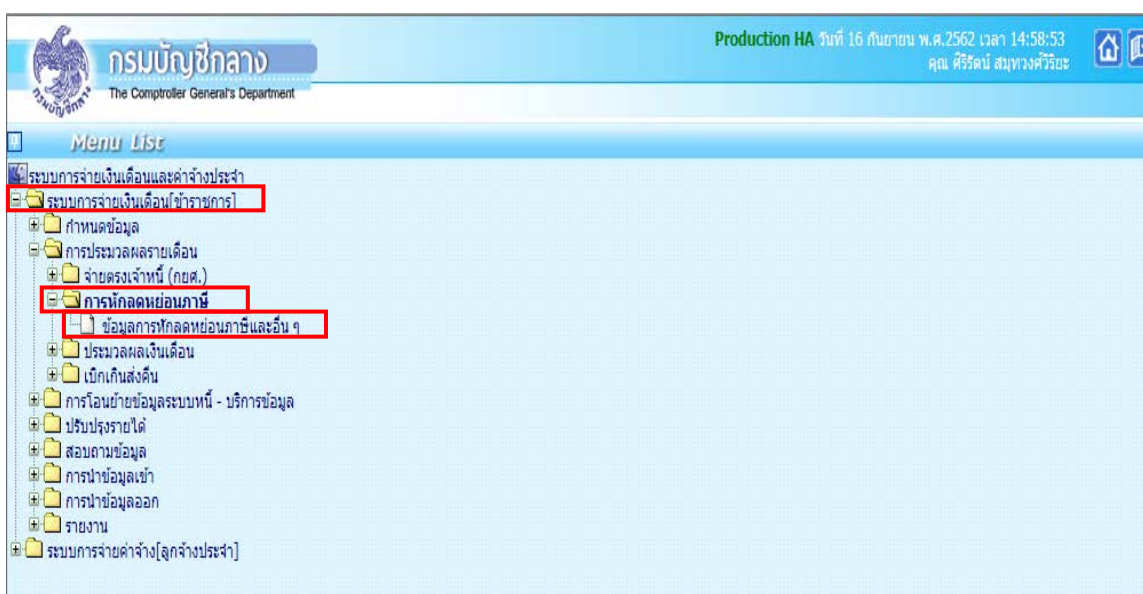 Production HA วันที่ 16 กันยายน พ.ศ.2562 เวลา 14:58:53
คุณ ศิริรัตน์ สมุทวงศ์วิริยะ
กรมบัญชีกลาง
The Comptroller General's Department
กรมบัญชีกลาง
Menu List
ระบบการจ่ายเงินเดือนและค่าจ้างประจำ
ระบบการจ่ายเงินเดือน[ข้าราชการ]
กำหนดข้อมูล
การประมวลผลรายเดือน
จ่ายตรงเจ้าหนี้ (กยศ.)
การหักลดหย่อนภาษี
ข้อมูลการหักลดหย่อนภาษีและอื่น ๆ
ประมวลผลเงินเดือน
เบิกเกินส่งคืน
การโอนย้ายข้อมูลระบบหนี้ - บริการข้อมูล
ปรับปรุงรายได้
สอบถามข้อมูล
การนำข้อมูลเข้า
การนำข้อมูลออก
รายงาน
ระบบการจ่ายค่าจ้าง[ลูกจ้างประจำ]